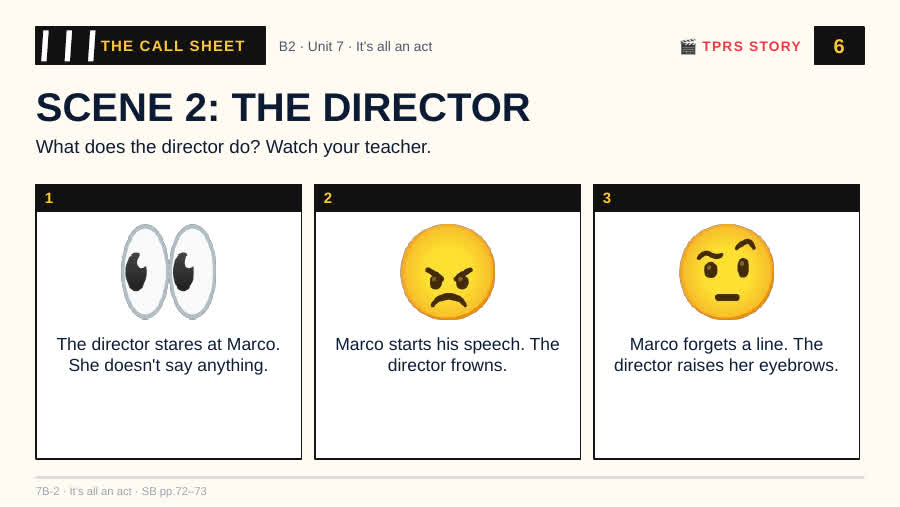 THE CALL SHEET
B2 · Unit 7 · It's all an act
TPRS STORY
6
SCENE 2: THE DIRECTOR
What does the director do? Watch your teacher.
1
The director stares at Marco.
She doesn't say anything.
2
Marco starts his speech. The
director frowns.
3
Marco forgets a line. The
director raises her eyebrows.
7B-2 · It's all an act · SB pp.72–73